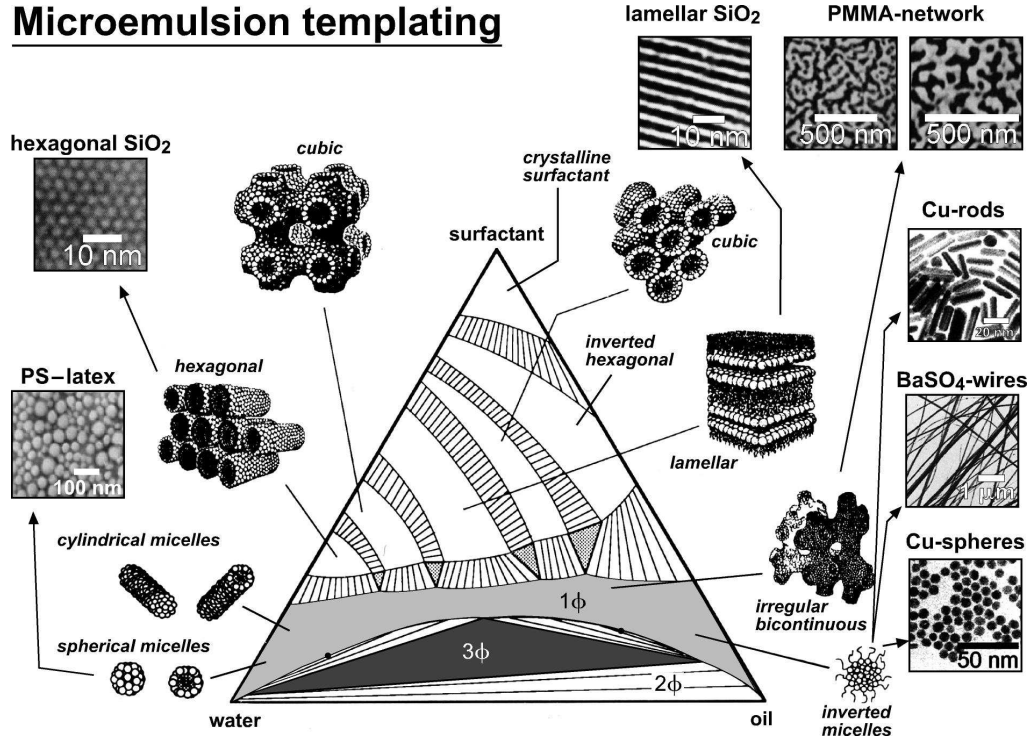 Microemulsion templating
lamellar SiO₂
PMMA-network
10 nm
500 nm
500 nm
hexagonal SiO₂
10 nm
cubic
crystalline
surfactant
surfactant
cubic
Cu-rods
20 nm
hexagonal
inverted
hexagonal
PS–latex
100 nm
BaSO₄-wires
1 μm
lamellar
cylindrical micelles
Cu-spheres
50 nm
1ϕ
irregular
bicontinuous
spherical micelles
3ϕ
2ϕ
water
oil
inverted
micelles